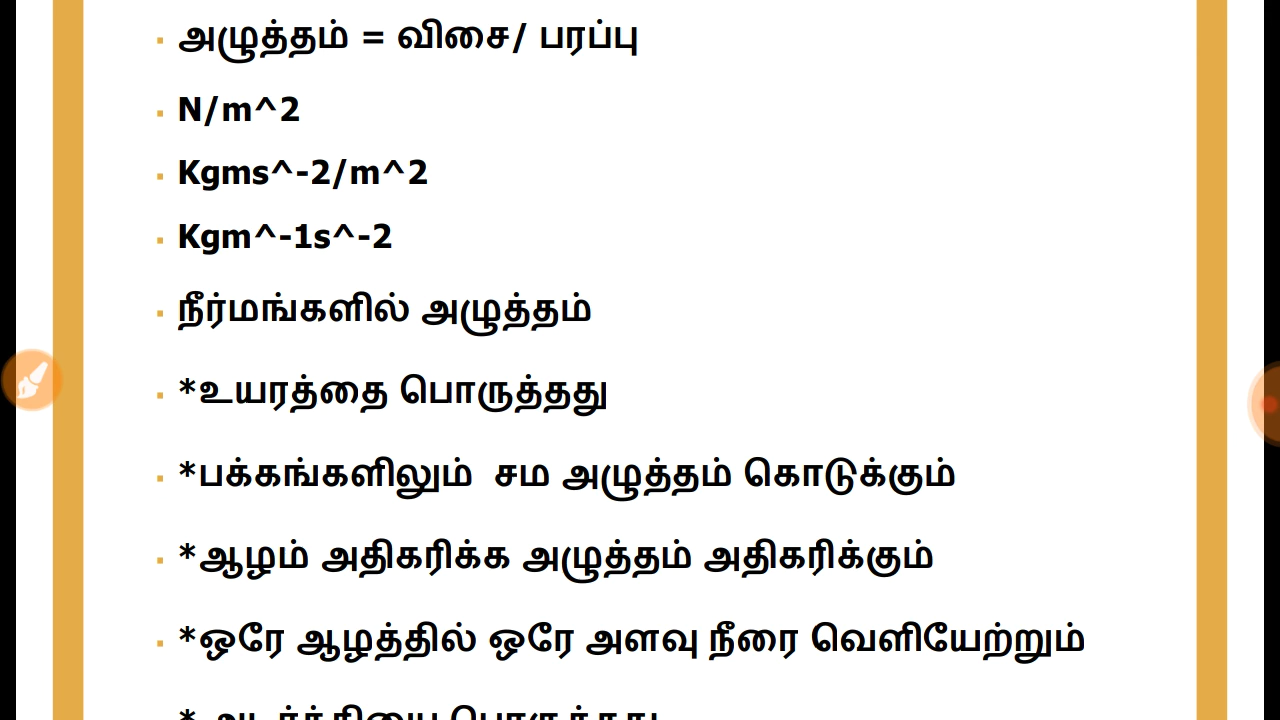 அழுத்தம் = விசை/ பரப்பு
N/m^2
Kgms^-2/m^2
Kgm^-1s^-2
நீர்மங்களில் அழுத்தம்
*உயரத்தை பொருத்தது
*பக்கங்களிலும் சம அழுத்தம் கொடுக்கும்
*ஆழம் அதிகரிக்க அழுத்தம் அதிகரிக்கும்
*ஒரே ஆழத்தில் ஒரே அளவு நீரை வெளியேற்றும்